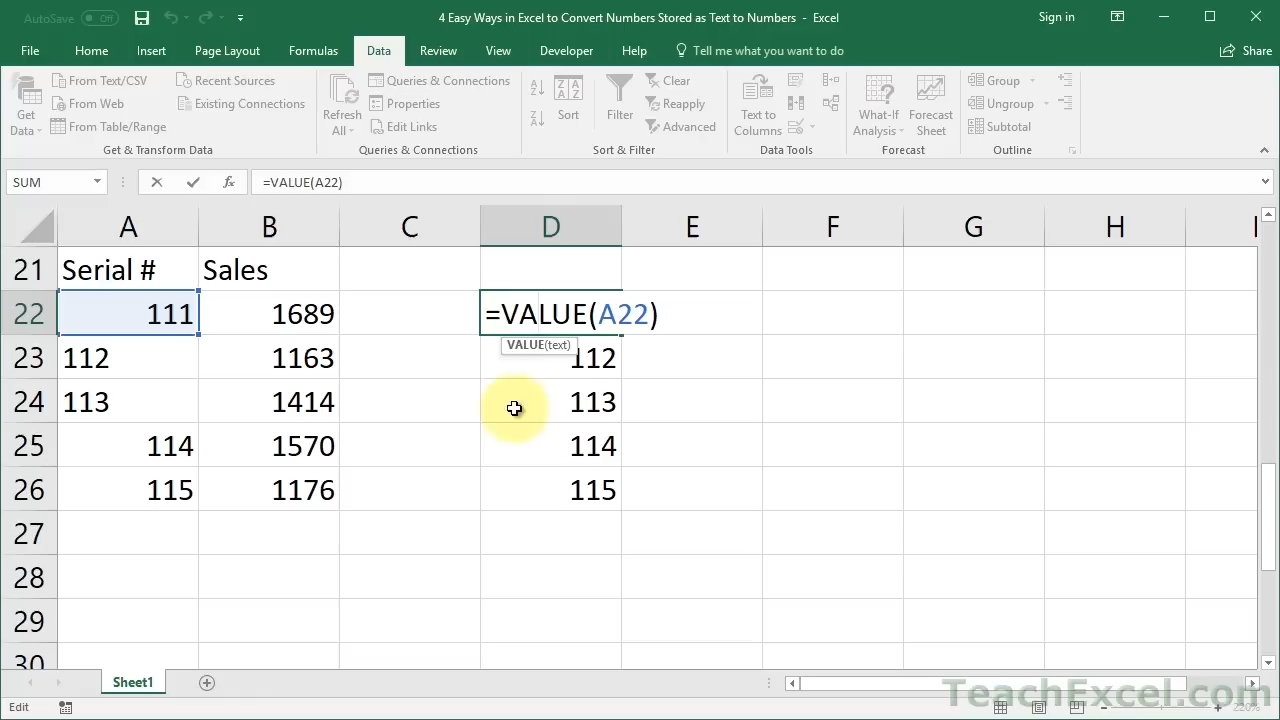 AutoSave Off
4 Easy Ways in Excel to Convert Numbers Stored as Text to Numbers - Excel
Sign in
File Home Insert Page Layout Formulas Data Review View Developer Help Tell me what you want to do Share
Get Data
From Text/CSV
From Web
From Table/Range
Recent Sources
Existing Connections
Get & Transform Data
Refresh All
Queries & Connections
Properties
Edit Links
Queries & Connections
Sort
Filter
Clear
Reapply
Advanced
Sort & Filter
Text to Columns
Data Tools
What-If Analysis
Forecast Sheet
Forecast
Group
Ungroup
Subtotal
Outline
SUM fx =VALUE(A22)
A B C D E F G H I
21 Serial # Sales
22 111 1689 =VALUE(A22)
VALUE(text)
23 112 1163 112
24 113 1414 113
25 114 1570 114
26 115 1176 115
27
28
29
30
Sheet1
TeachExcel.com
Edit